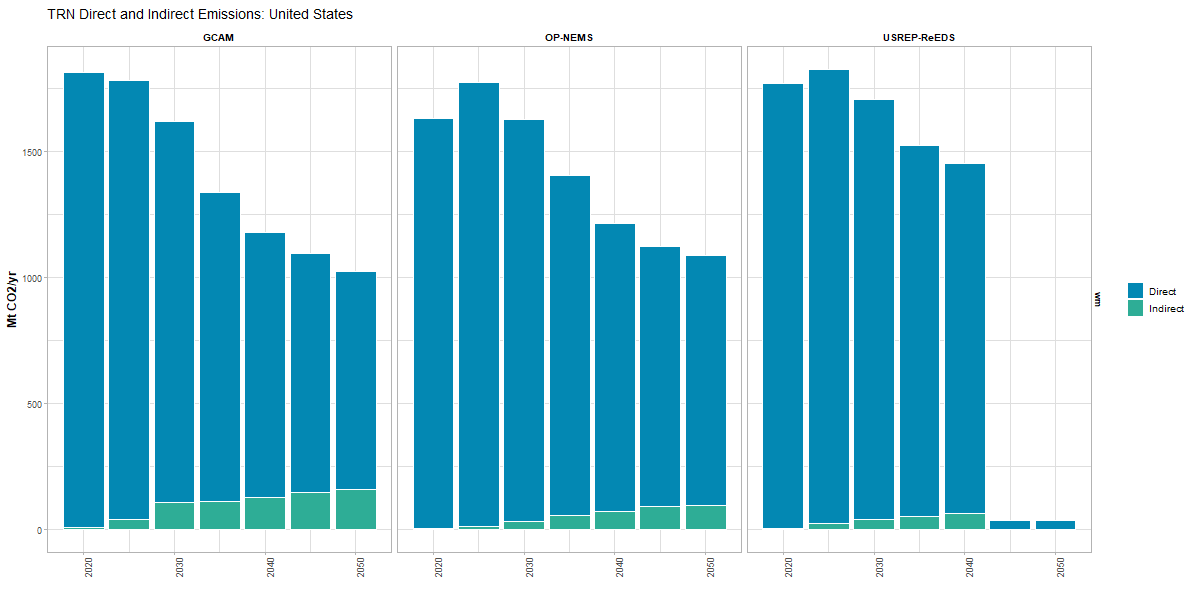 TRN Direct and Indirect Emissions: United States
GCAM
OP-NEMS
USREP-ReEDS
Mt CO2/yr
1500
1000
500
0
2020
2030
2040
2050
2020
2030
2040
2050
2020
2030
2040
2050
wm
Direct
Indirect